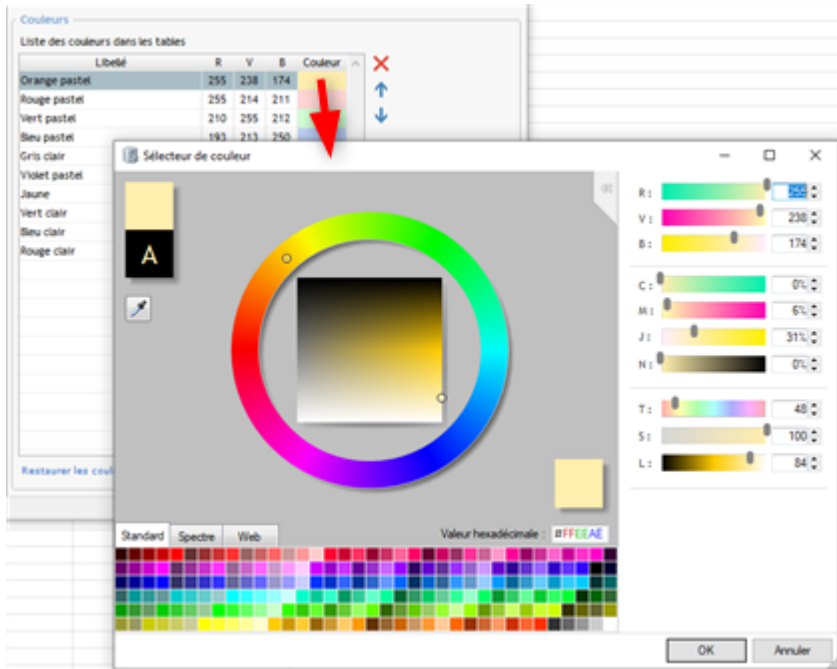 Couleurs
Liste des couleurs dans les tables
Libellé R V B Couleur
Orange pastel 255 238 174
Rouge pastel 255 214 211
Vert pastel 210 255 212
Bleu pastel 193 213 250
Gris clair
Violet pastel
Jaune
Vert clair
Bleu clair
Rouge clair
Restaurer les coul
Sélecteur de couleur
A
R : 255
V : 238
B : 174
C : 0%
M : 6%
J : 31%
N : 0%
T : 48
S : 100
L : 84
Standard Spectre Web Valeur hexadécimale : #FFEEAE
OK Annuler